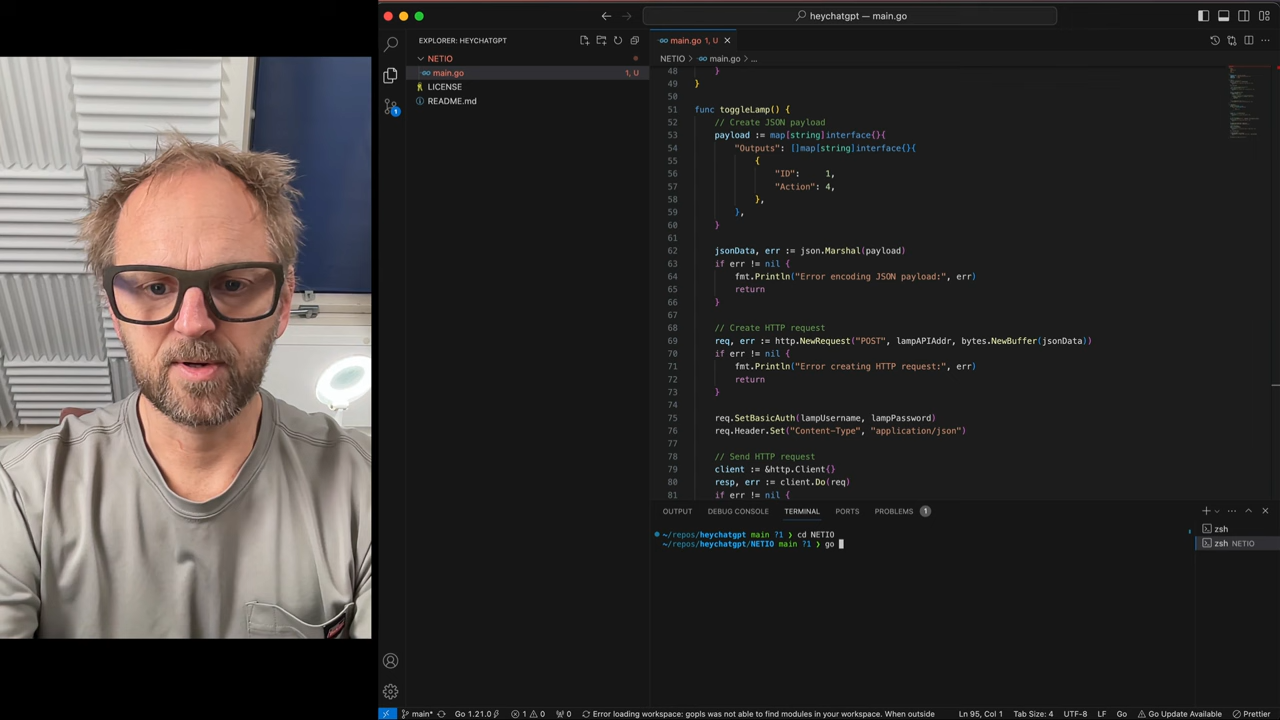 heychatgpt — main.go
EXPLORER: HEYCHATGPT
NETIO
main.go 1, U
LICENSE
README.md
1
main.go 1, U
NETIO > main.go > ...
48 }
49 }
50
51 func toggleLamp() {
52 // Create JSON payload
53 payload := map[string]interface{}{
54 "Outputs": []map[string]interface{}{
55 {
56 "ID": 1,
57 "Action": 4,
58 },
59 },
60 }
61
62 jsonData, err := json.Marshal(payload)
63 if err != nil {
64 fmt.Println("Error encoding JSON payload:", err)
65 return
66 }
67
68 // Create HTTP request
69 req, err := http.NewRequest("POST", lampAPIAddr, bytes.NewBuffer(jsonData))
70 if err != nil {
71 fmt.Println("Error creating HTTP request:", err)
72 return
73 }
74
75 req.SetBasicAuth(lampUsername, lampPassword)
76 req.Header.Set("Content-Type", "application/json")
77
78 // Send HTTP request
79 client := &http.Client{}
80 resp, err := client.Do(req)
81 if err != nil {
OUTPUT DEBUG CONSOLE TERMINAL PORTS PROBLEMS 1
~/repos/heychatgpt main ?1 ❯ cd NETIO
~/repos/heychatgpt/NETIO main ?1 ❯ go
zsh
zsh NETIO
main* Go 1.21.0 1 0 0 Error loading workspace: gopls was not able to find modules in your workspace. When outside Ln 95, Col 1 Tab Size: 4 UTF-8 LF Go Go Update Available Prettier